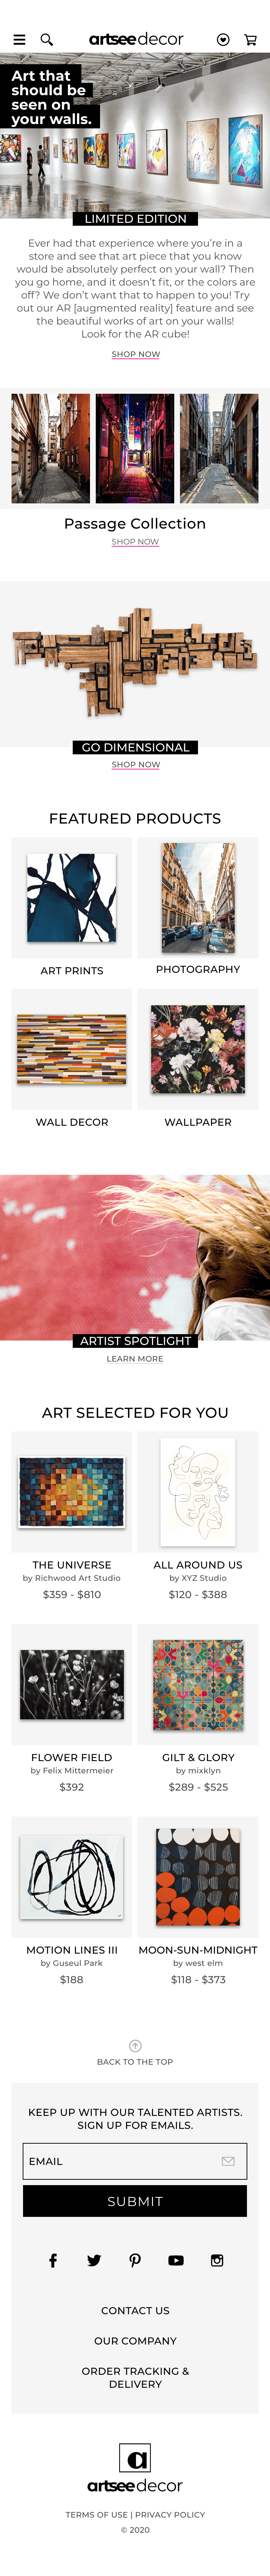 artseedecor
Art that
should be
seen on
your walls.
LIMITED EDITION
Ever had that experience where you're in a
store and see that art piece that you know
would be absolutely perfect on your wall? Then
you go home, and it doesn't fit, or the colors are
off? We don't want that to happen to you! Try
out our AR [augmented reality] feature and see
the beautiful works of art on your walls!
Look for the AR cube!
SHOP NOW
Passage Collection
SHOP NOW
GO DIMENSIONAL
SHOP NOW
FEATURED PRODUCTS
ART PRINTS
PHOTOGRAPHY
WALL DECOR
WALLPAPER
ARTIST SPOTLIGHT
LEARN MORE
ART SELECTED FOR YOU
THE UNIVERSE
by Richwood Art Studio
$359 - $810
ALL AROUND US
by XYZ Studio
$120 - $388
FLOWER FIELD
by Felix Mittermeier
$392
GILT & GLORY
by mixklyn
$289 - $525
MOTION LINES III
by Guseul Park
$188
MOON-SUN-MIDNIGHT
by west elm
$118 - $373
BACK TO THE TOP
KEEP UP WITH OUR TALENTED ARTISTS.
SIGN UP FOR EMAILS.
EMAIL
SUBMIT
CONTACT US
OUR COMPANY
ORDER TRACKING &
DELIVERY
a
artseedecor
TERMS OF USE | PRIVACY POLICY
© 2020